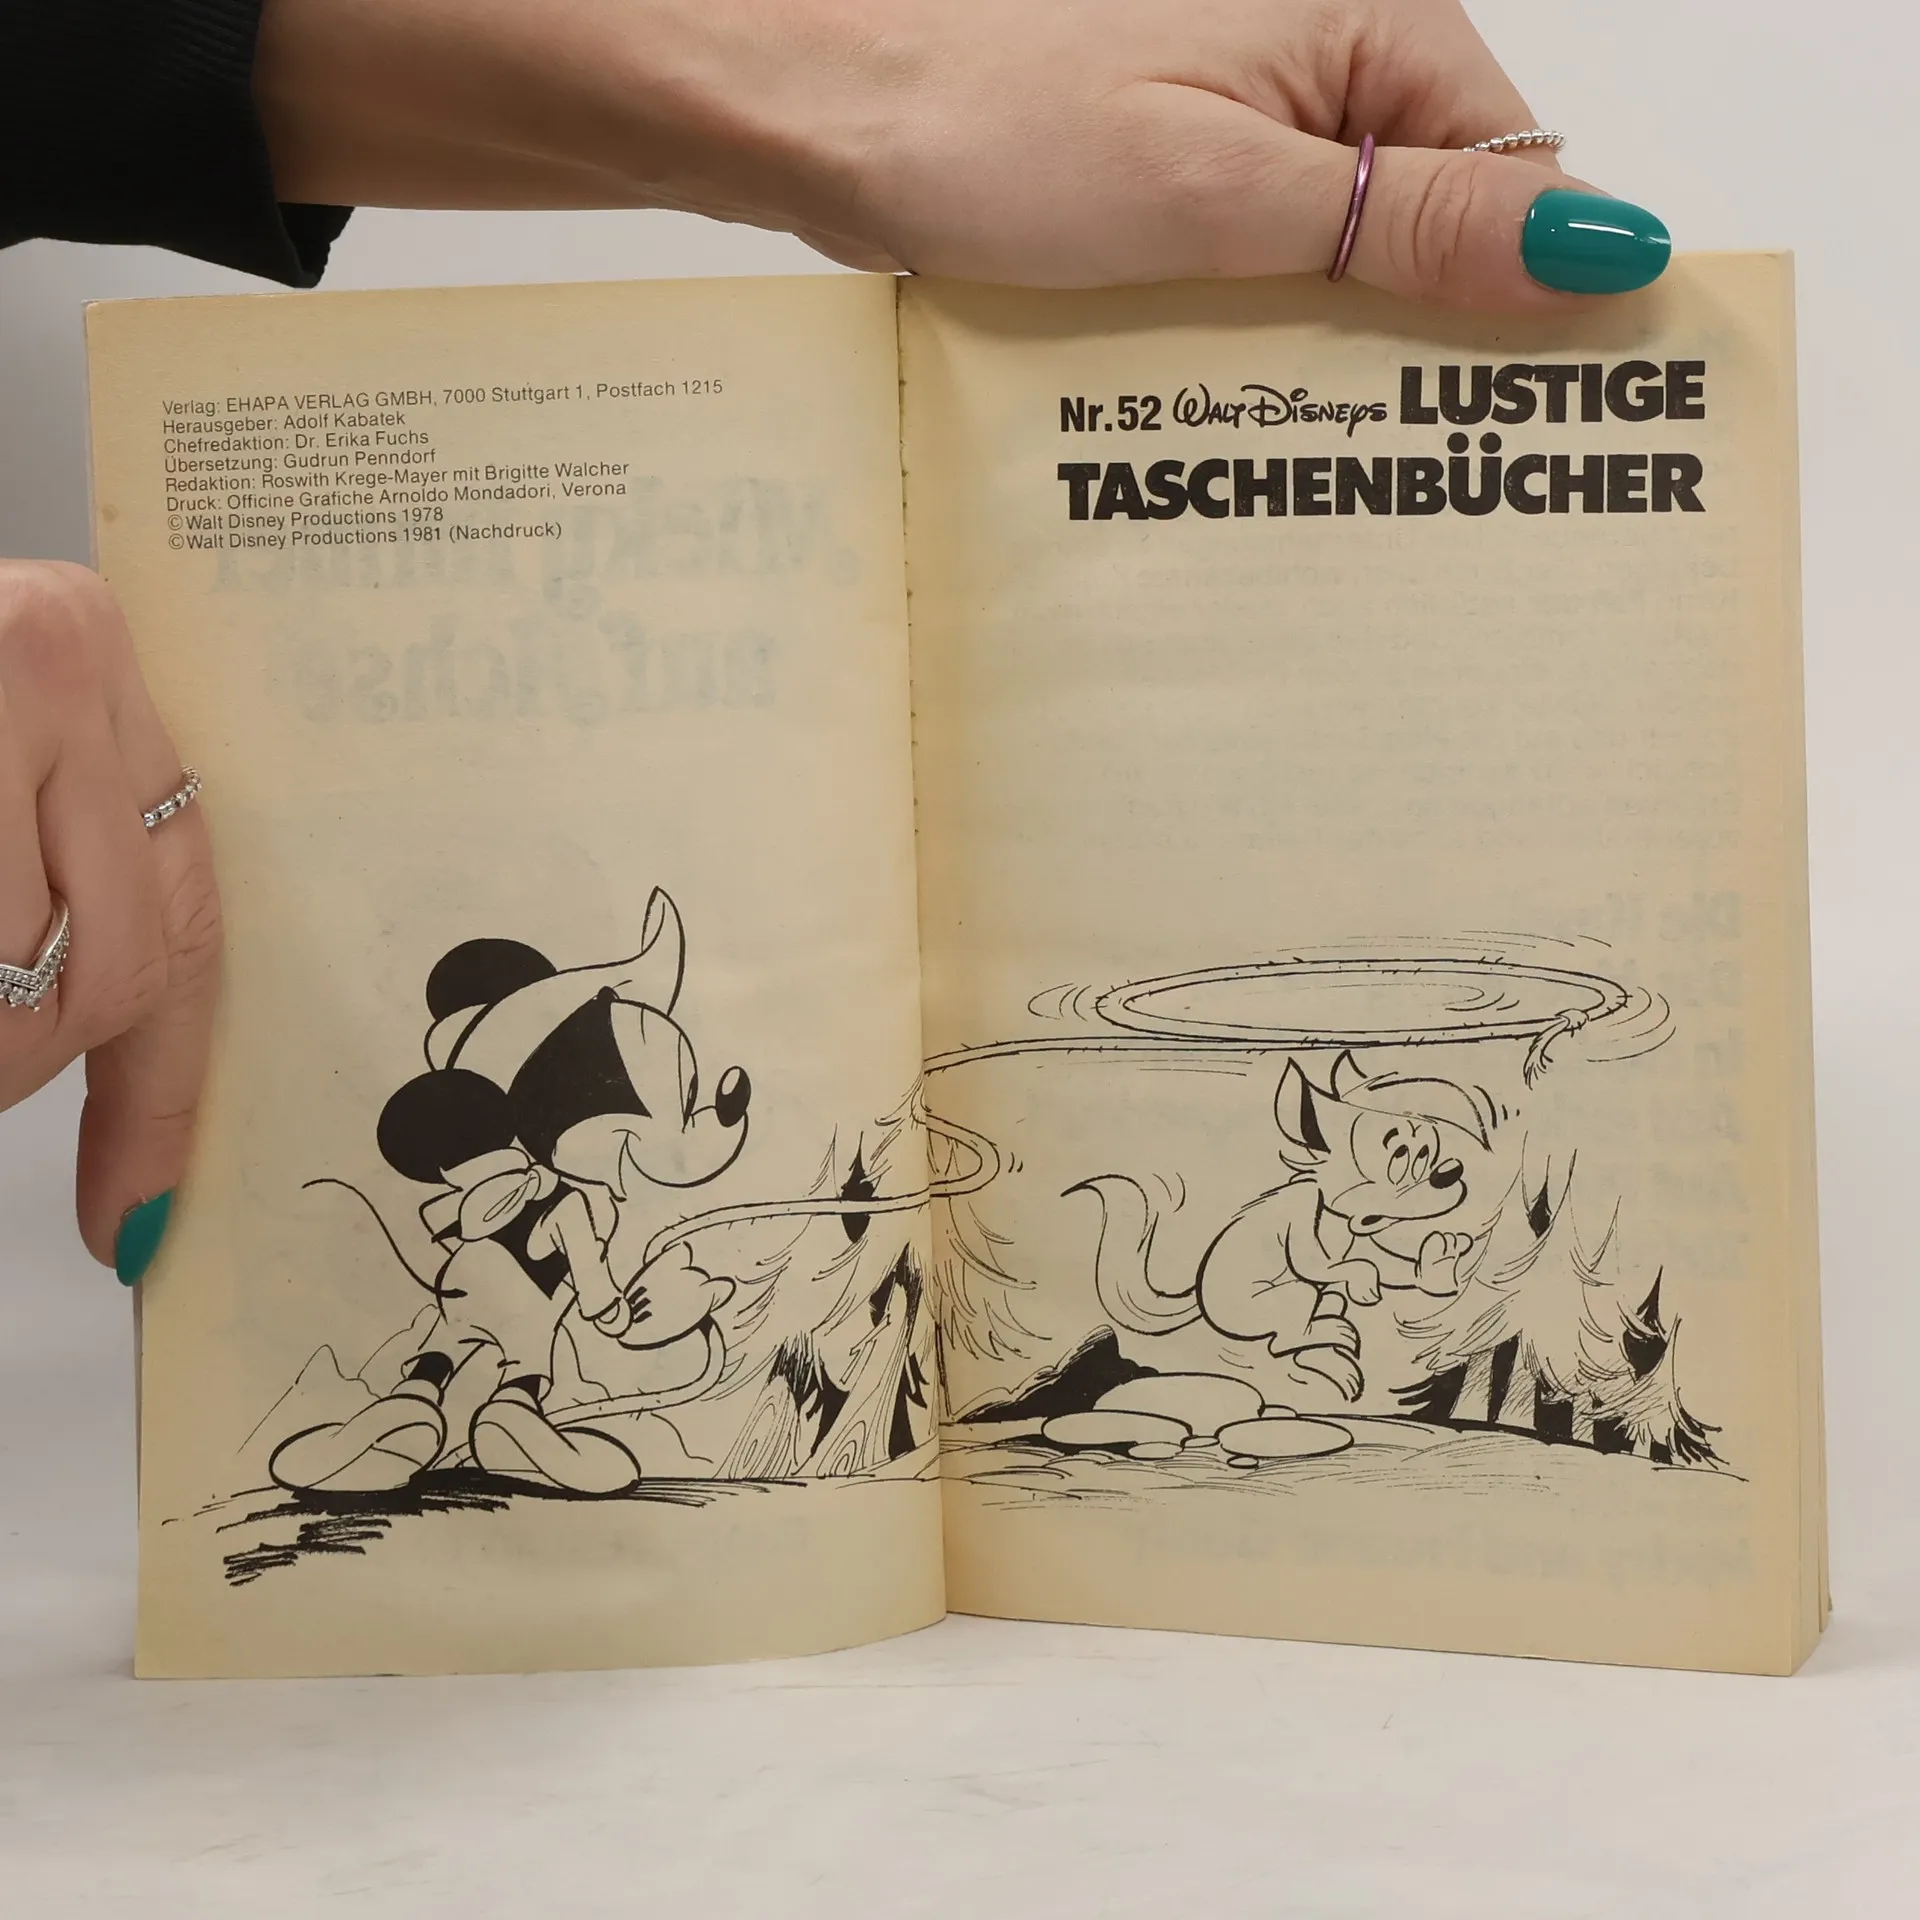 Verlag: EHAPA VERLAG GMBH, 7000 Stuttgart 1, Postfach 1215
Herausgeber: Adolf Kabatek
Chefredaktion: Dr. Erika Fuchs
Übersetzung: Gudrun Penndorf
Redaktion: Roswith Krege-Mayer mit Brigitte Walcher
Druck: Officine Grafiche Arnoldo Mondadori, Verona
© Walt Disney Productions 1978
© Walt Disney Productions 1981 (Nachdruck)
Nr.52 WALT DISNEYS LUSTIGE
TASCHENBÜCHER